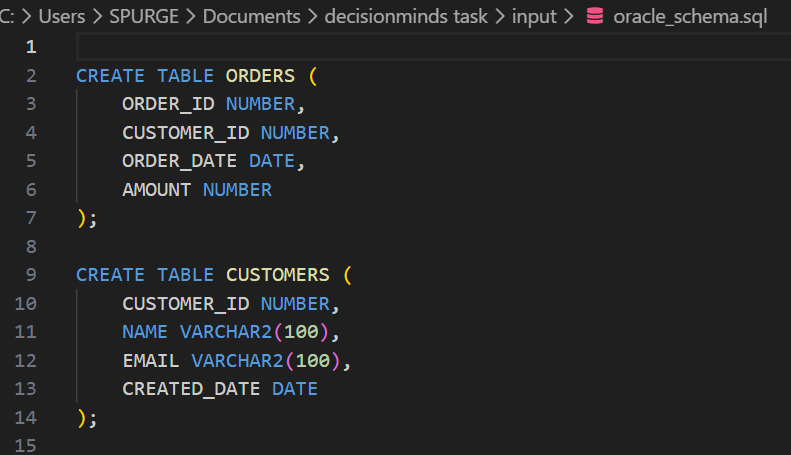 C: > Users > SPURGE > Documents > decisionminds task > input > oracle_schema.sql
1
2 CREATE TABLE ORDERS (
3     ORDER_ID NUMBER,
4     CUSTOMER_ID NUMBER,
5     ORDER_DATE DATE,
6     AMOUNT NUMBER
7 );
8
9 CREATE TABLE CUSTOMERS (
10     CUSTOMER_ID NUMBER,
11     NAME VARCHAR2(100),
12     EMAIL VARCHAR2(100),
13     CREATED_DATE DATE
14 );
15